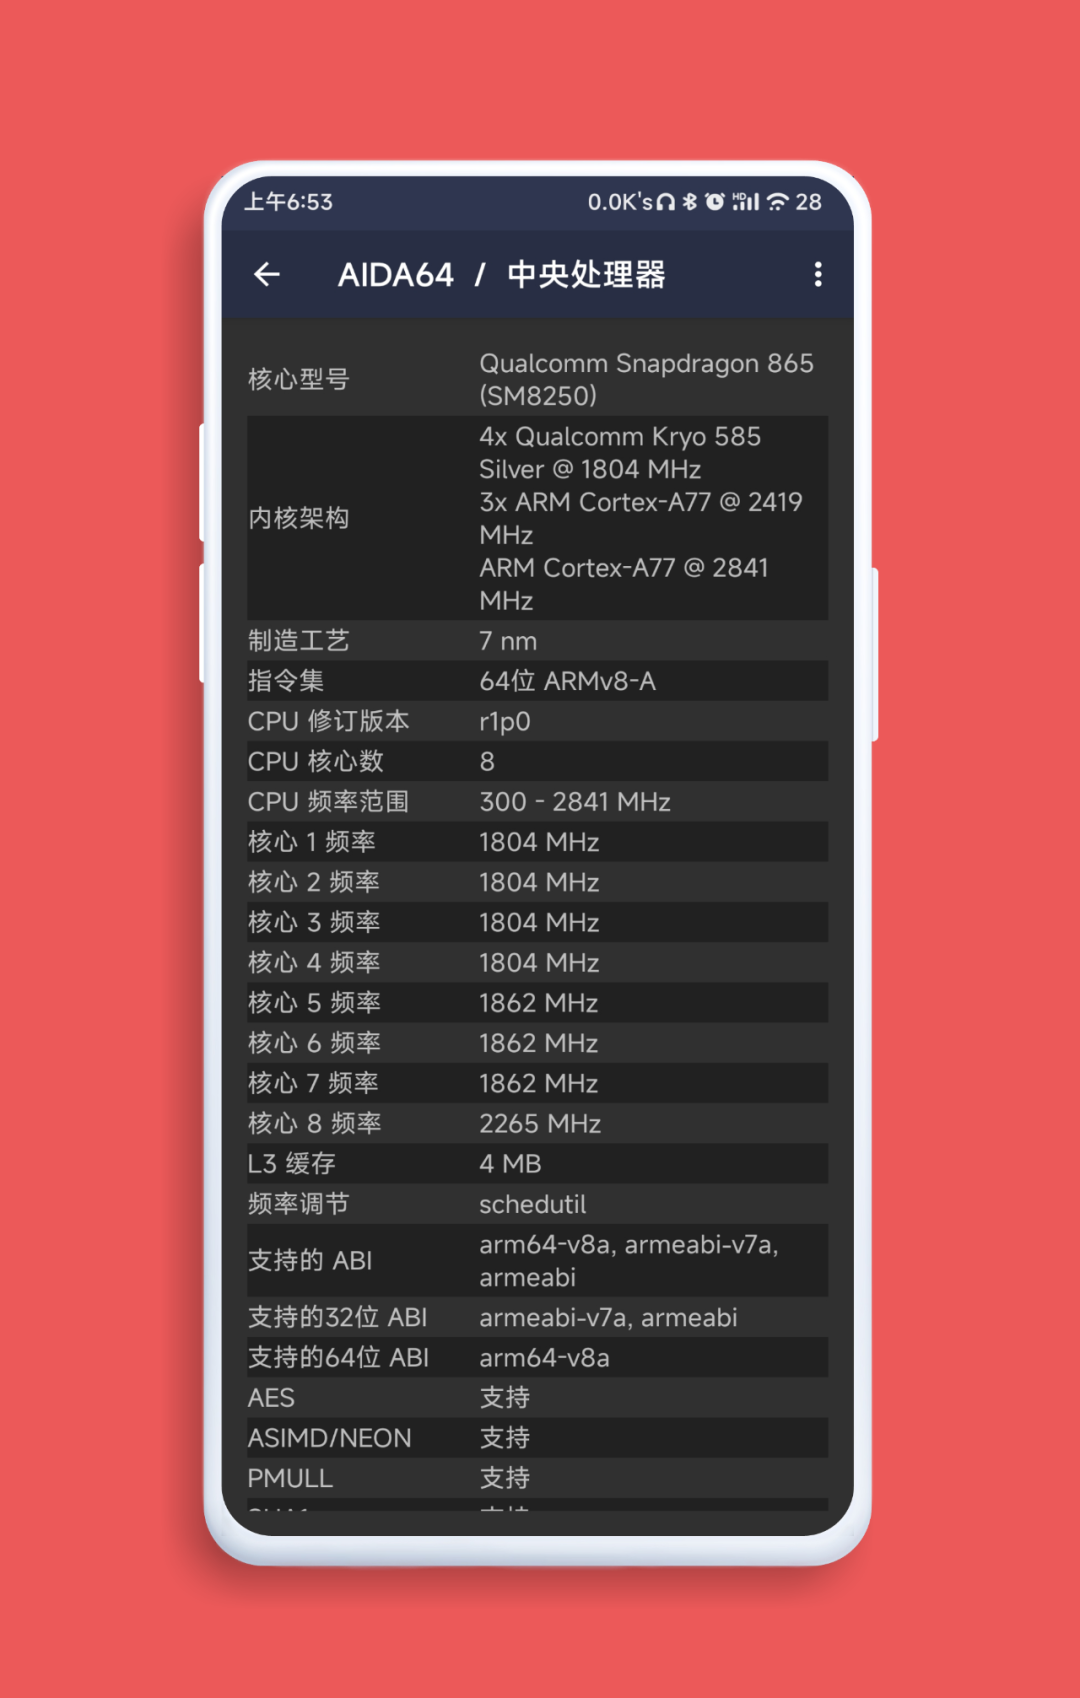 上午6:53 0.0K's HD 28
AIDA64 / 中央处理器
核心型号 Qualcomm Snapdragon 865
(SM8250)
内核架构 4x Qualcomm Kryo 585
Silver @ 1804 MHz
3x ARM Cortex-A77 @ 2419
MHz
ARM Cortex-A77 @ 2841
MHz
制造工艺 7 nm
指令集 64位 ARMv8-A
CPU 修订版本 r1p0
CPU 核心数 8
CPU 频率范围 300 - 2841 MHz
核心 1 频率 1804 MHz
核心 2 频率 1804 MHz
核心 3 频率 1804 MHz
核心 4 频率 1804 MHz
核心 5 频率 1862 MHz
核心 6 频率 1862 MHz
核心 7 频率 1862 MHz
核心 8 频率 2265 MHz
L3 缓存 4 MB
频率调节 schedutil
支持的 ABI arm64-v8a, armeabi-v7a,
armeabi
支持的32位 ABI armeabi-v7a, armeabi
支持的64位 ABI arm64-v8a
AES 支持
ASIMD/NEON 支持
PMULL 支持